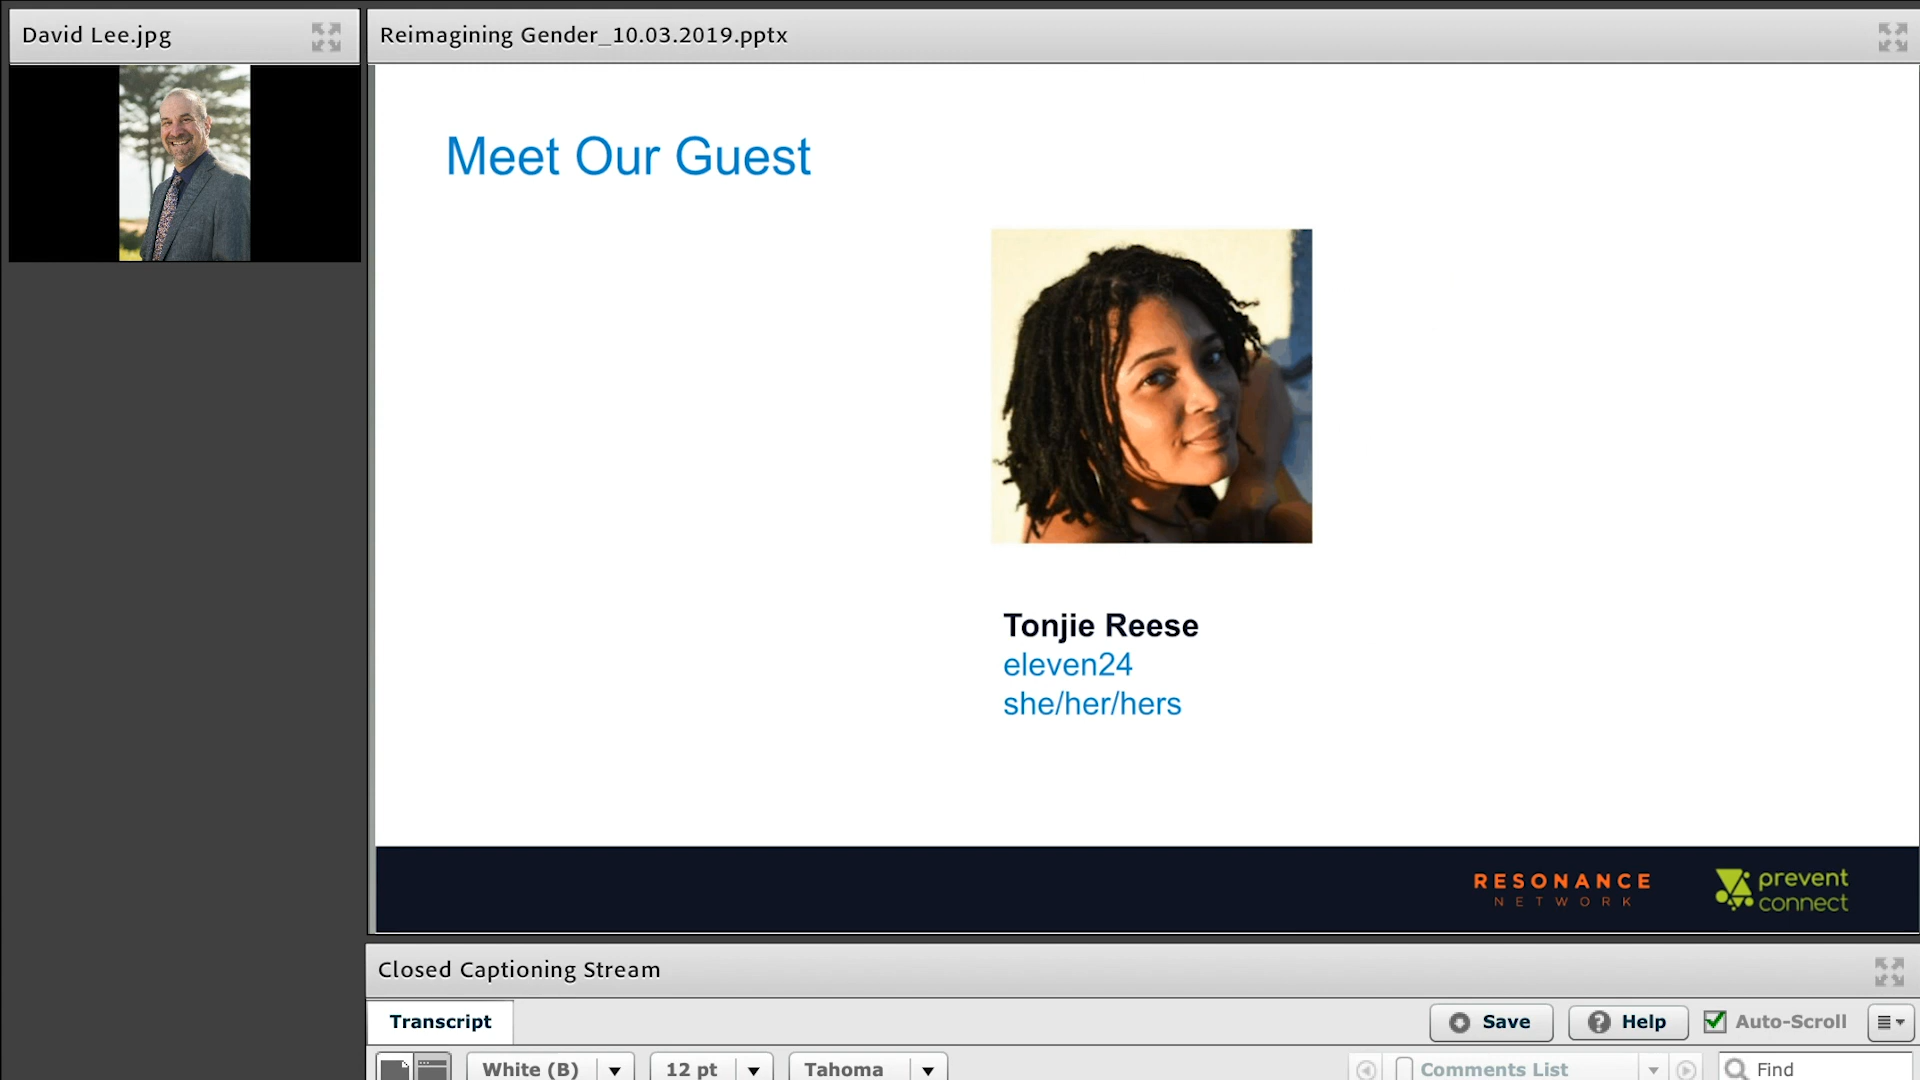 David Lee.jpg
Reimagining Gender_10.03.2019.pptx
Meet Our Guest
Tonjie Reese
eleven24
she/her/hers
RESONANCE
NETWORK
prevent
connect
Closed Captioning Stream
Transcript
Save
Help
Auto-Scroll
White (B)
12 pt
Tahoma
Comments List
Find